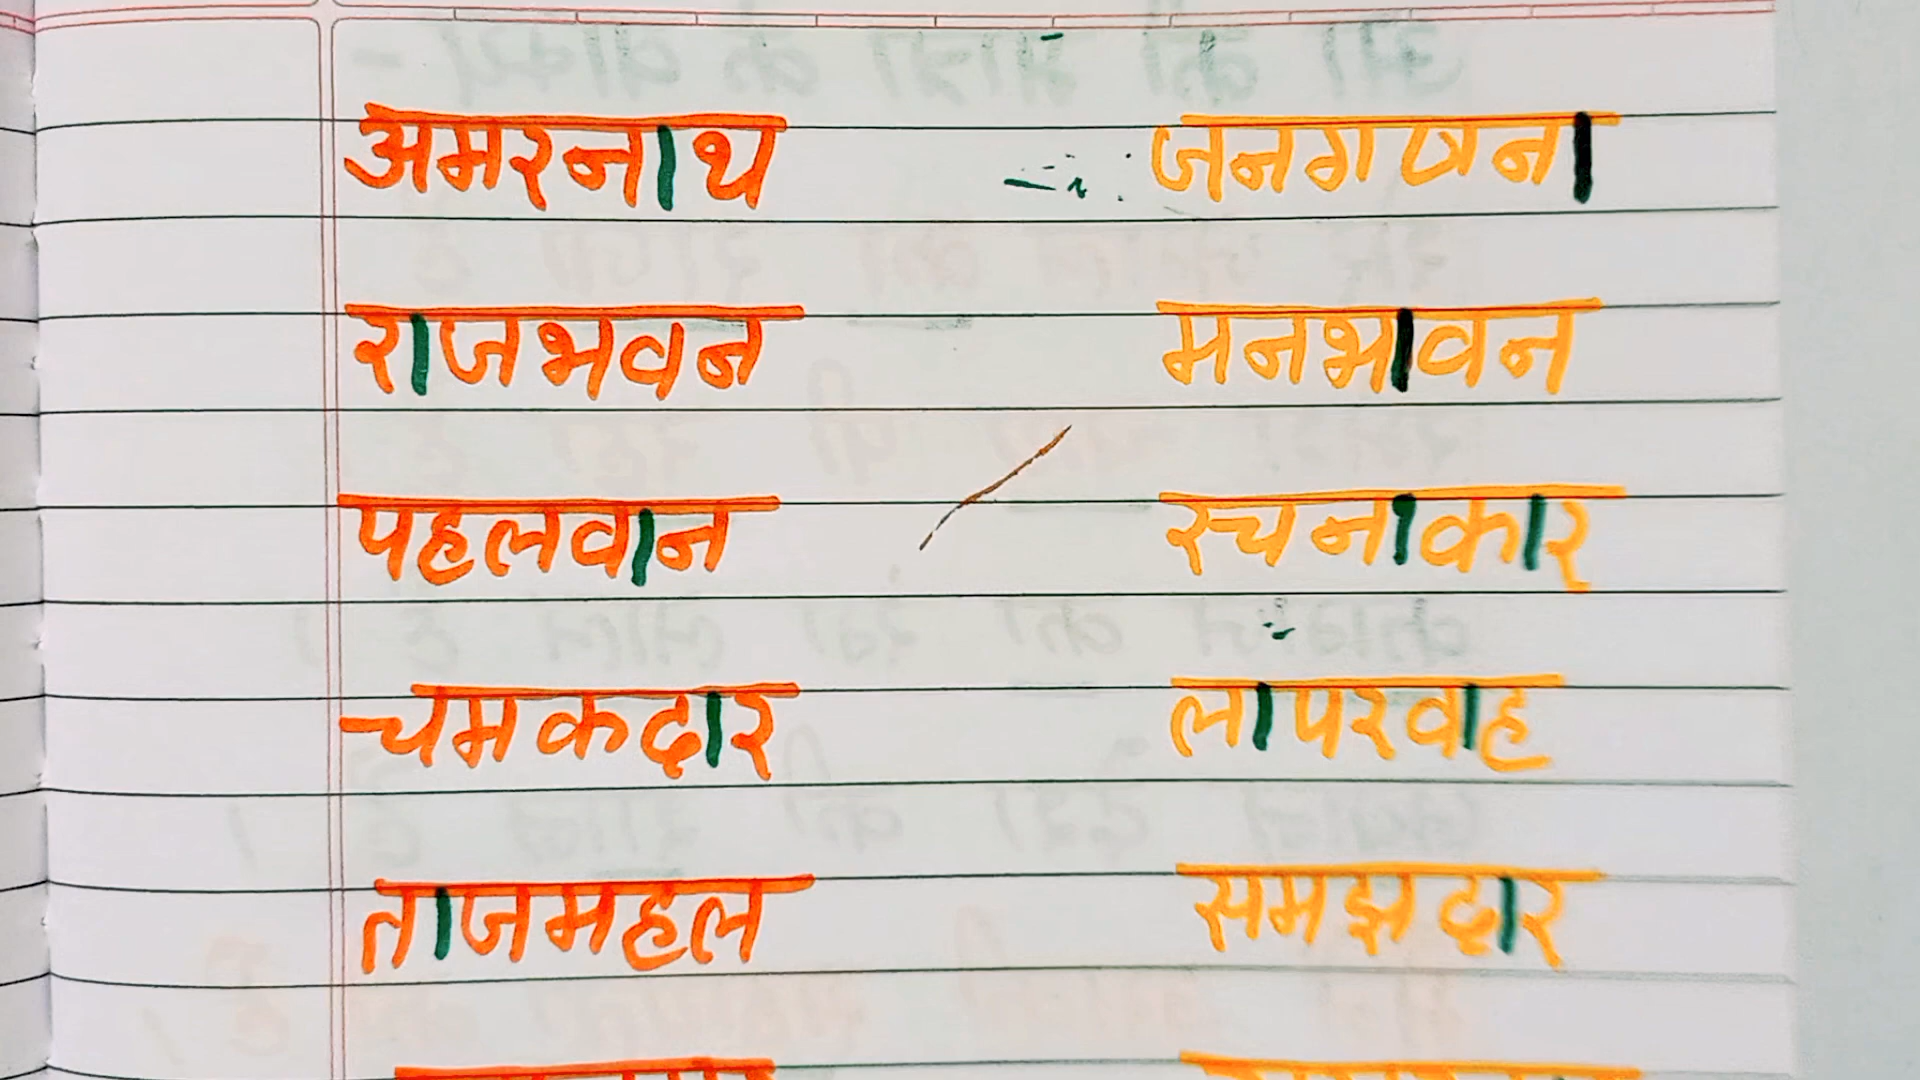 अमरनाथ जनगणना
राजभवन मनभावन
पहलवान रचनाकार
चमकदार लापरवाह
ताजमहल समझदार